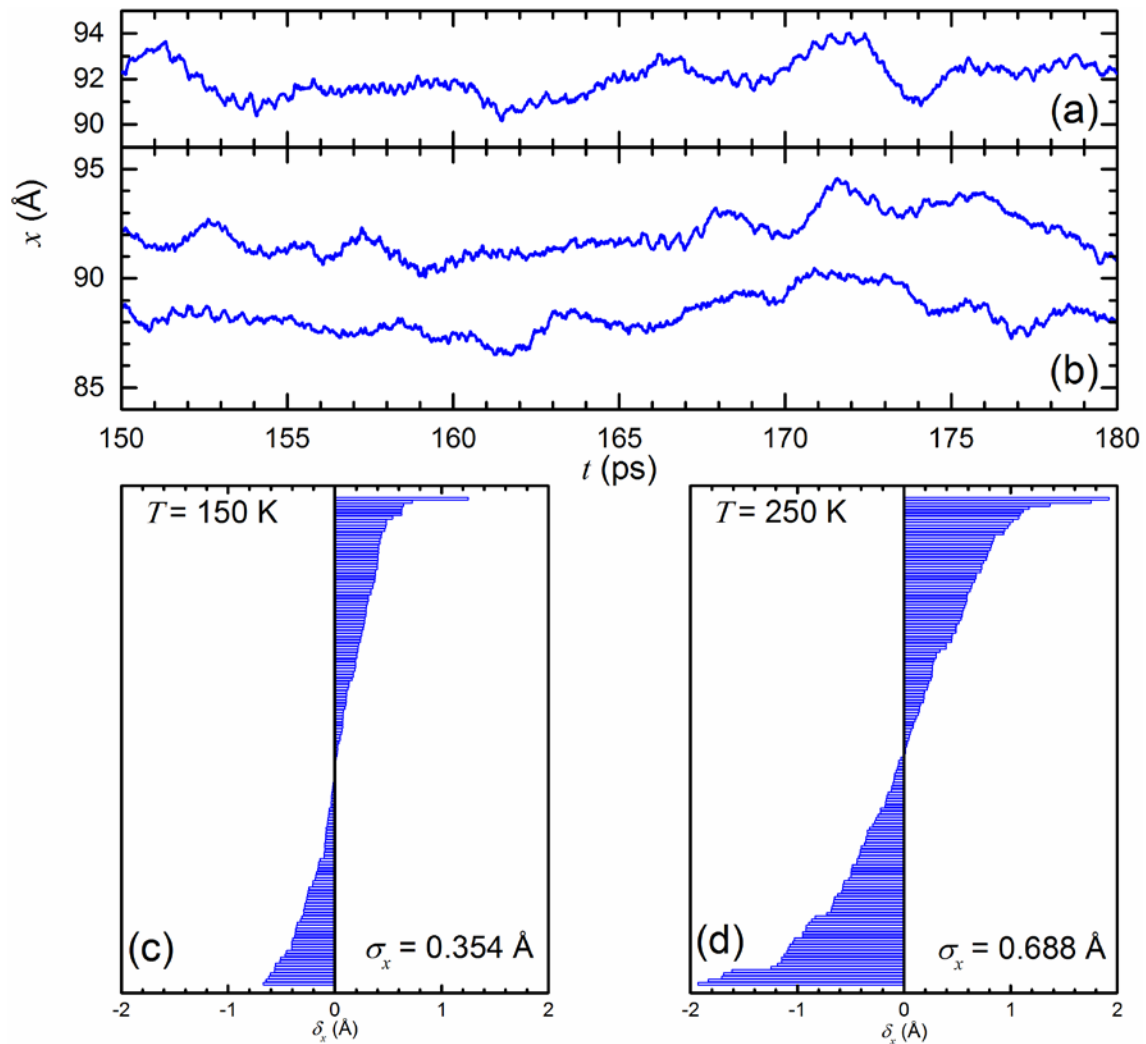 94
92
90
(a)
95
90
85
(b)
x (Å)
150 155 160 165 170 175 180
t (ps)
T = 150 K
(c)
σx = 0.354 Å
-2 -1 0 1 2
δx (Å)
T = 250 K
(d)
σx = 0.688 Å
-2 -1 0 1 2
δx (Å)